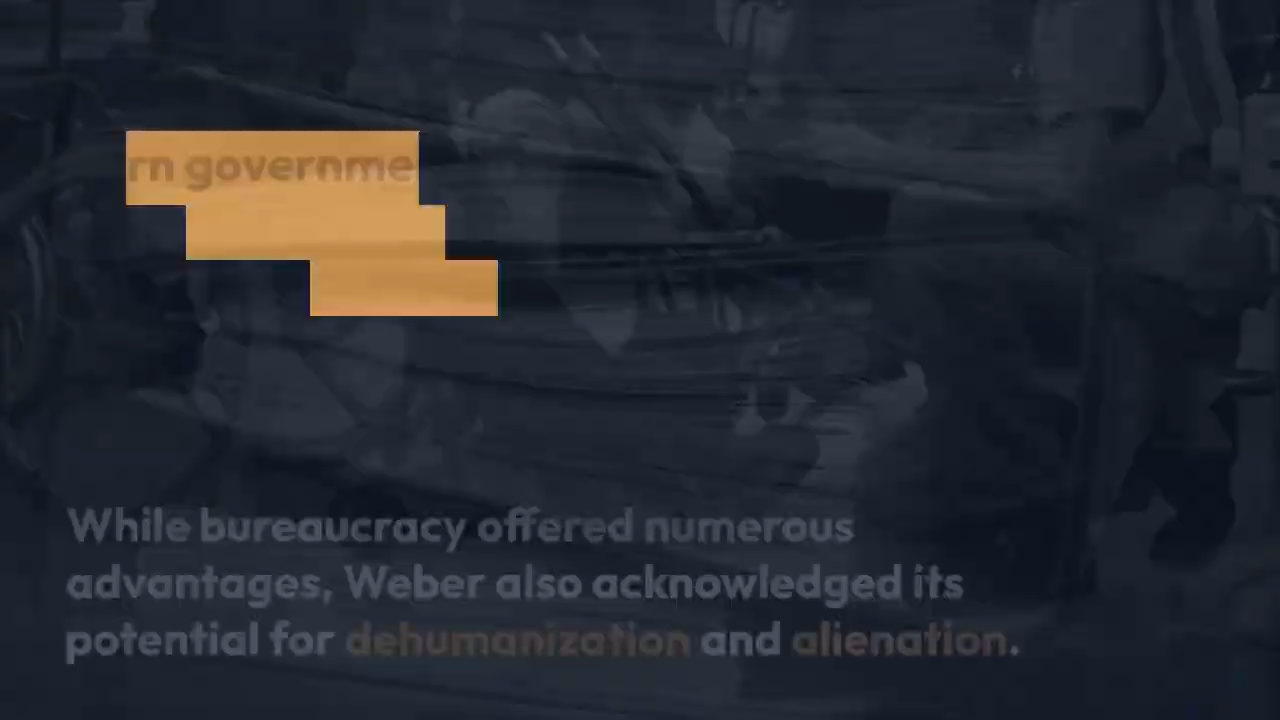 rn governme
While bureaucracy offered numerous
advantages, Weber also acknowledged its
potential for dehumanization and alienation.